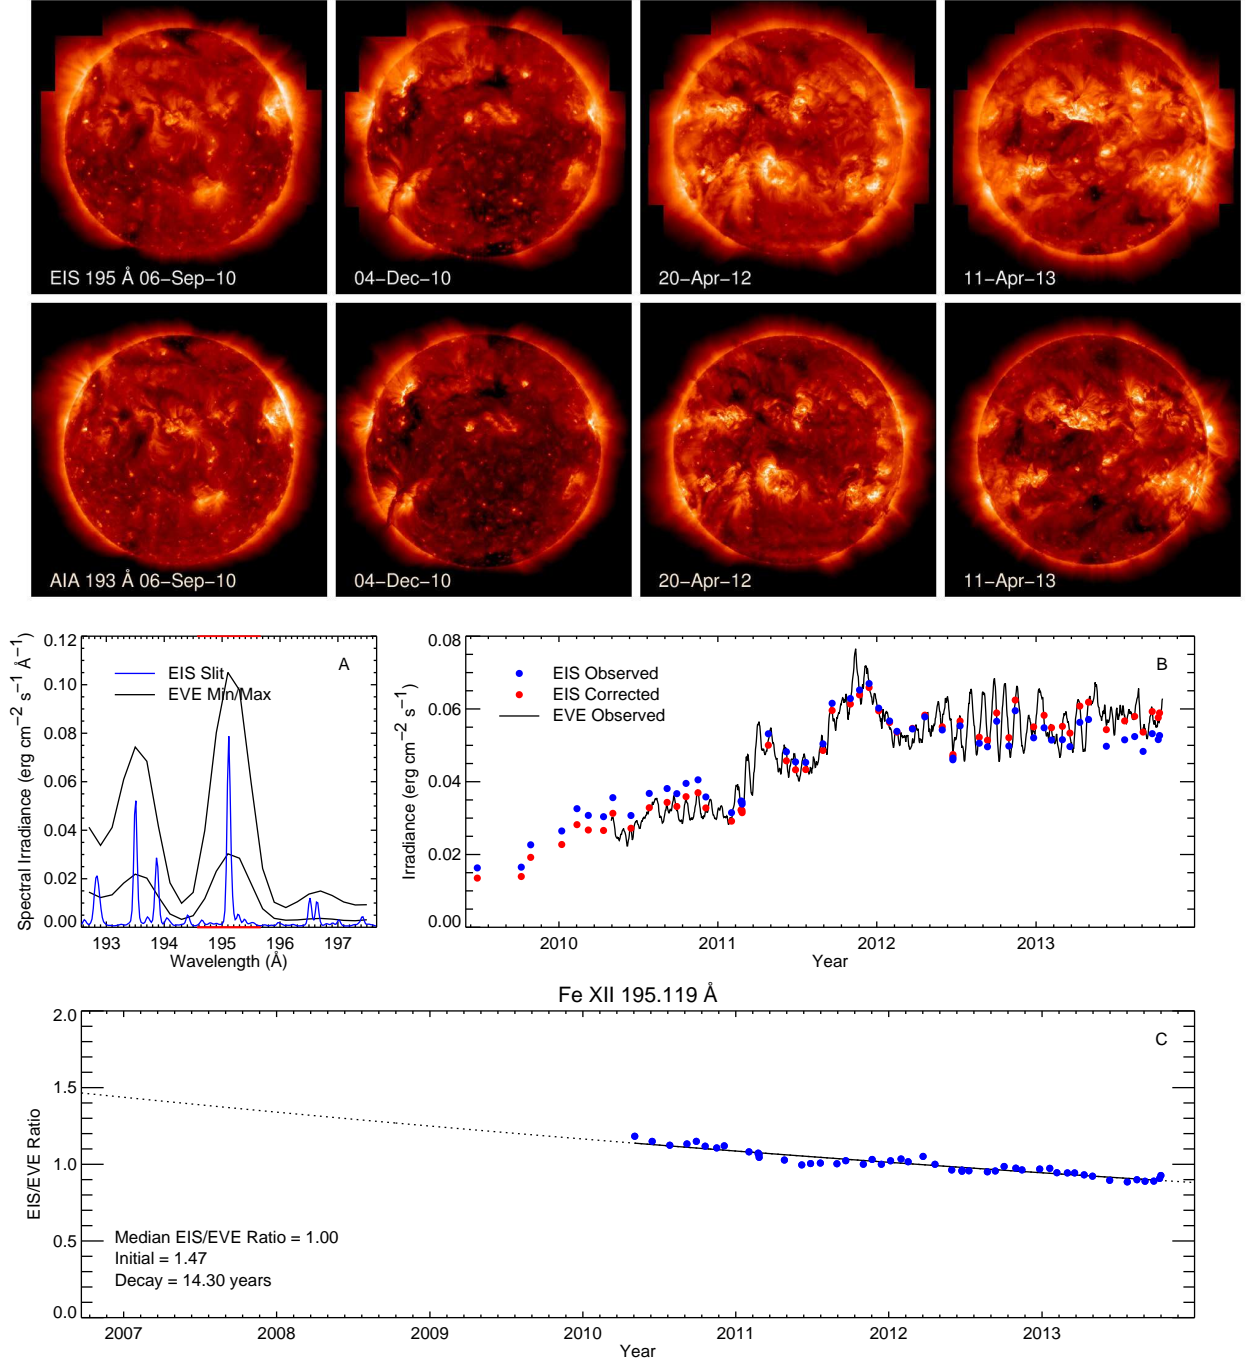 EIS 195 Å 06−Sep−10
04−Dec−10
20−Apr−12
11−Apr−13
AIA 193 Å 06−Sep−10
04−Dec−10
20−Apr−12
11−Apr−13
Spectral Irradiance (erg cm−2 s−1 Å−1)
0.12
0.10
0.08
0.06
0.04
0.02
0.00
EIS Slit
EVE Min/Max
A
193
194
195
196
197
Wavelength (Å)
Irradiance (erg cm−2 s−1)
0.08
0.06
0.04
0.02
0.00
EIS Observed
EIS Corrected
EVE Observed
B
2010
2011
2012
2013
Year
Fe XII 195.119 Å
EIS/EVE Ratio
2.0
1.5
1.0
0.5
0.0
C
Median EIS/EVE Ratio = 1.00
Initial = 1.47
Decay = 14.30 years
2007
2008
2009
2010
2011
2012
2013
Year